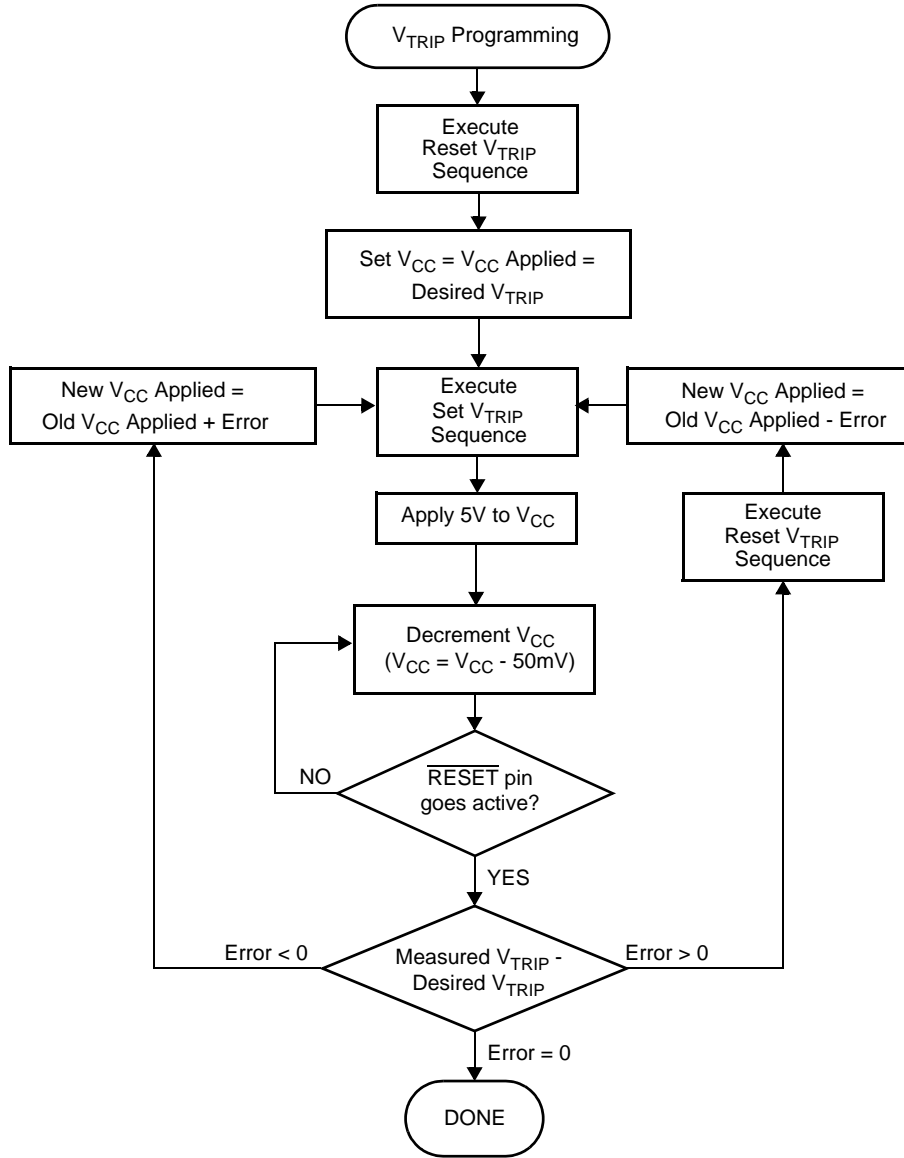 VTRIP Programming
Execute
Reset VTRIP
Sequence
Set VCC = VCC Applied =
Desired VTRIP
New VCC Applied =
Old VCC Applied + Error
Execute
Set VTRIP
Sequence
New VCC Applied =
Old VCC Applied - Error
Apply 5V to VCC
Execute
Reset VTRIP
Sequence
Decrement VCC
(VCC = VCC - 50mV)
NO
RESET pin
goes active?
YES
Error < 0
Measured VTRIP -
Desired VTRIP
Error > 0
Error = 0
DONE